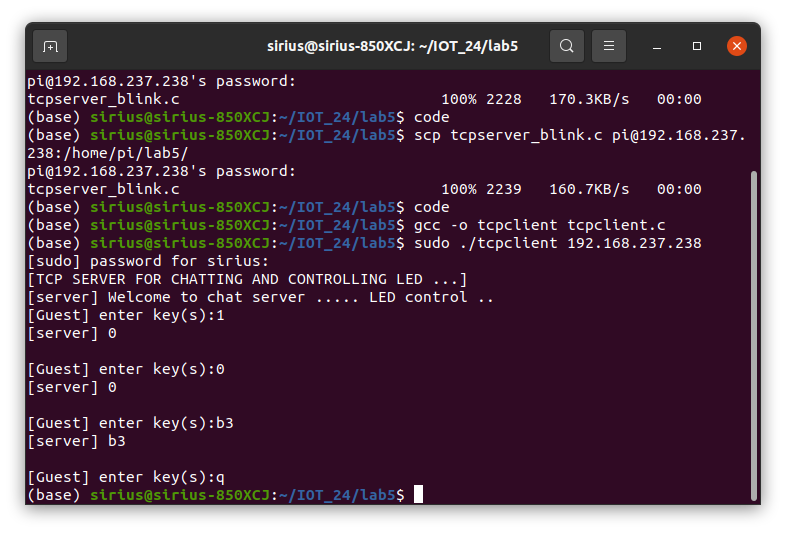 sirius@sirius-850XCJ: ~/IOT_24/lab5
pi@192.168.237.238's password:
tcpserver_blink.c 100% 2228 170.3KB/s 00:00
(base) sirius@sirius-850XCJ:~/IOT_24/lab5$ code
(base) sirius@sirius-850XCJ:~/IOT_24/lab5$ scp tcpserver_blink.c pi@192.168.237.
238:/home/pi/lab5/
pi@192.168.237.238's password:
tcpserver_blink.c 100% 2239 160.7KB/s 00:00
(base) sirius@sirius-850XCJ:~/IOT_24/lab5$ code
(base) sirius@sirius-850XCJ:~/IOT_24/lab5$ gcc -o tcpclient tcpclient.c
(base) sirius@sirius-850XCJ:~/IOT_24/lab5$ sudo ./tcpclient 192.168.237.238
[sudo] password for sirius:
[TCP SERVER FOR CHATTING AND CONTROLLING LED ...]
[server] Welcome to chat server ..... LED control ..
[Guest] enter key(s):1
[server] 0
[Guest] enter key(s):0
[server] 0
[Guest] enter key(s):b3
[server] b3
[Guest] enter key(s):q
(base) sirius@sirius-850XCJ:~/IOT_24/lab5$